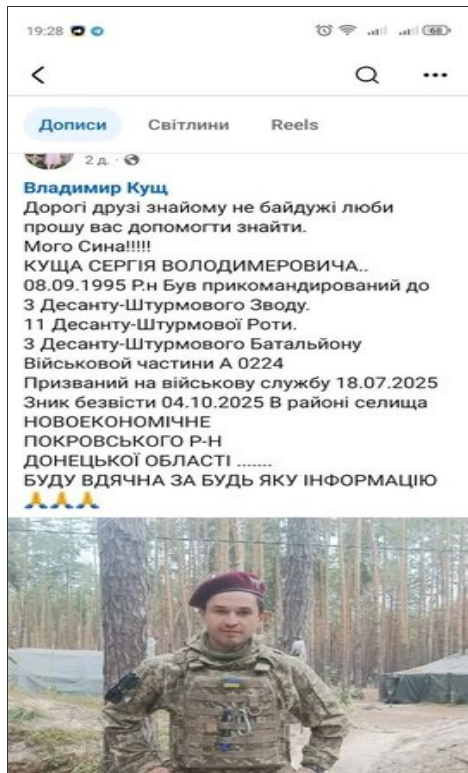 19:28
68
Дописи Світлини Reels
2 д.
Владимир Кущ
Дорогі друзі знайому не байдужі люби
прошу вас допомогти знайти.
Мого Сина!!!!!
КУЩА СЕРГІЯ ВОЛОДИМЕРОВИЧА..
08.09.1995 Р.н Був прикомандирований до
3 Десанту-Штурмового Зводу.
11 Десанту-Штурмової Роти.
3 Десанту-Штурмового Батальйону
Військовой частини А 0224
Призваний на військову службу 18.07.2025
Зник безвісти 04.10.2025 В районі селища
НОВОЕКОНОМІЧНЕ
ПОКРОВСЬКОГО Р-Н
ДОНЕЦЬКОЇ ОБЛАСТІ .......
БУДУ ВДЯЧНА ЗА БУДЬ ЯКУ ІНФОРМАЦІЮ
🙏🙏🙏